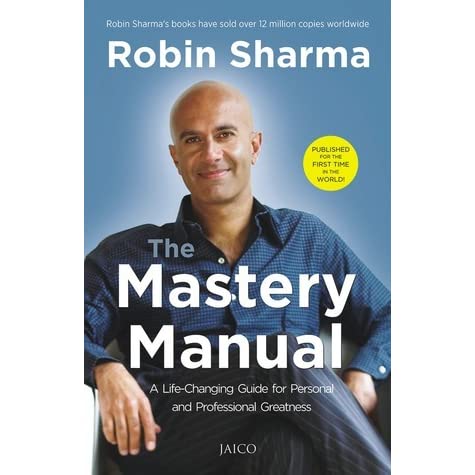 Robin Sharma's books have sold over 12 million copies worldwide
Robin Sharma
PUBLISHED
FOR THE
FIRST TIME
IN THE
WORLD!
The
Mastery
Manual
A Life-Changing Guide for Personal
and Professional Greatness
JAICO